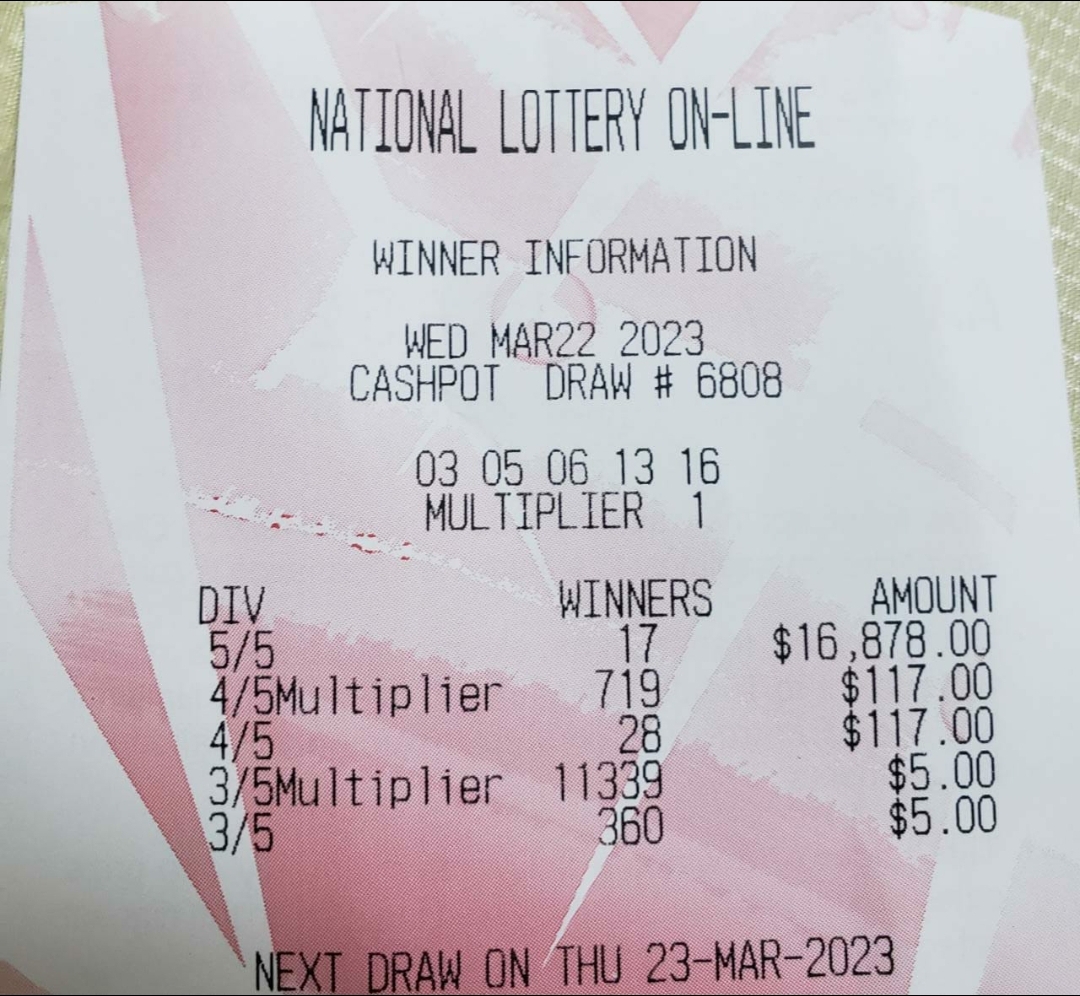 NATIONAL LOTTERY ON-LINE
WINNER INFORMATION
WED MAR22 2023
CASHPOT DRAW # 6808
03 05 06 13 16
MULTIPLIER 1
DIV WINNERS AMOUNT
5/5 17 $16,878.00
4/5Multiplier 719 $117.00
4/5 28 $117.00
3/5Multiplier 11339 $5.00
3/5 360 $5.00
NEXT DRAW ON THU 23-MAR-2023